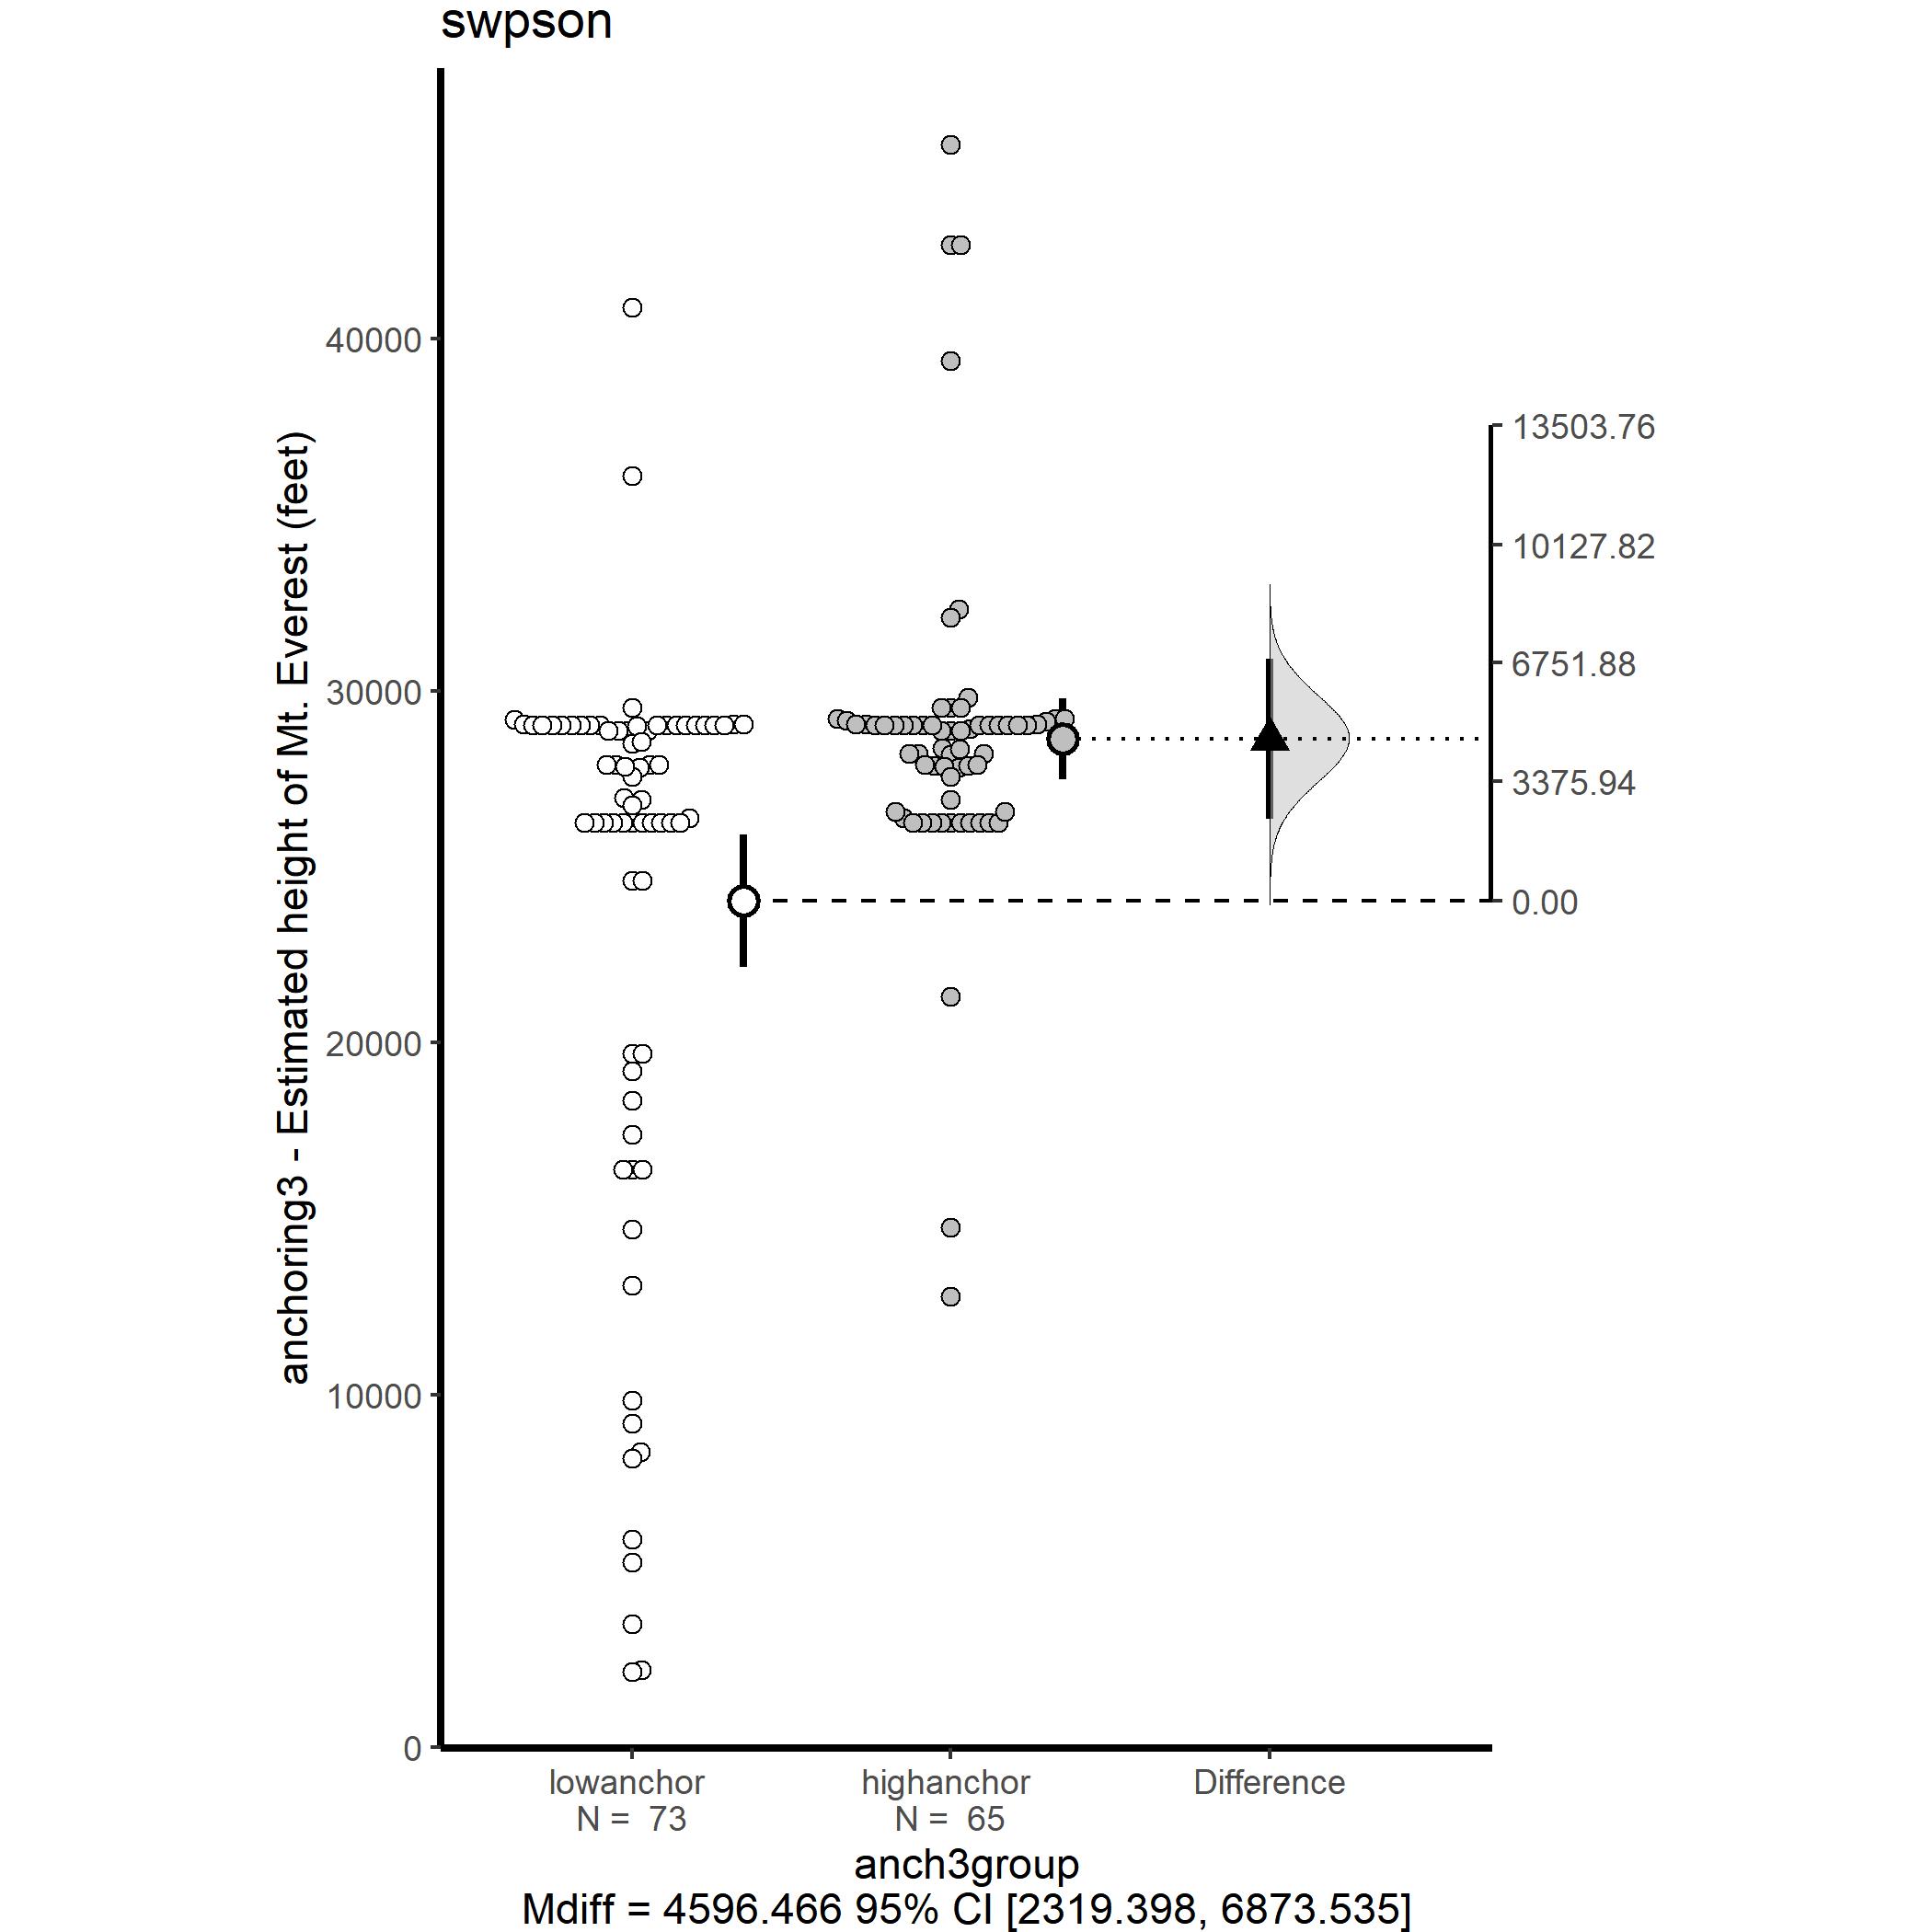 swpson
anchoring3 - Estimated height of Mt. Everest (feet)
40000
30000
20000
10000
0
13503.76
10127.82
6751.88
3375.94
0.00
lowanchor
N =  73
highanchor
N =  65
Difference
anch3group
Mdiff = 4596.466 95% CI [2319.398, 6873.535]